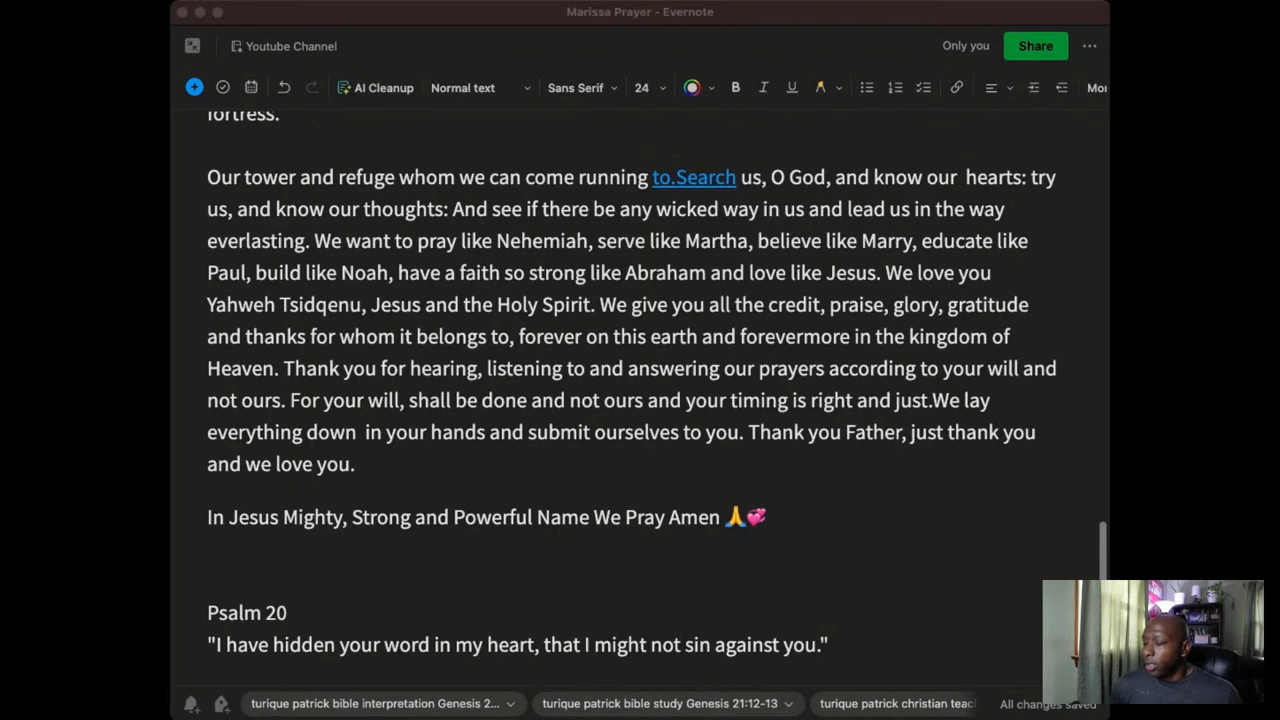 Marissa Prayer - Evernote
Youtube Channel
Only you
Share
AI Cleanup
Normal text
Sans Serif
24
B
I
U
A
Mor
fortress.
Our tower and refuge whom we can come running to.Search us, O God, and know our  hearts: try
us, and know our thoughts: And see if there be any wicked way in us and lead us in the way
everlasting. We want to pray like Nehemiah, serve like Martha, believe like Marry, educate like
Paul, build like Noah, have a faith so strong like Abraham and love like Jesus. We love you
Yahweh Tsidqenu, Jesus and the Holy Spirit. We give you all the credit, praise, glory, gratitude
and thanks for whom it belongs to, forever on this earth and forevermore in the kingdom of
Heaven. Thank you for hearing, listening to and answering our prayers according to your will and
not ours. For your will, shall be done and not ours and your timing is right and just.We lay
everything down  in your hands and submit ourselves to you. Thank you Father, just thank you
and we love you.
In Jesus Mighty, Strong and Powerful Name We Pray Amen 🙏💞
Psalm 20
"I have hidden your word in my heart, that I might not sin against you."
turique patrick bible interpretation Genesis 2...
turique patrick bible study Genesis 21:12-13
turique patrick christian teac
All changes saved